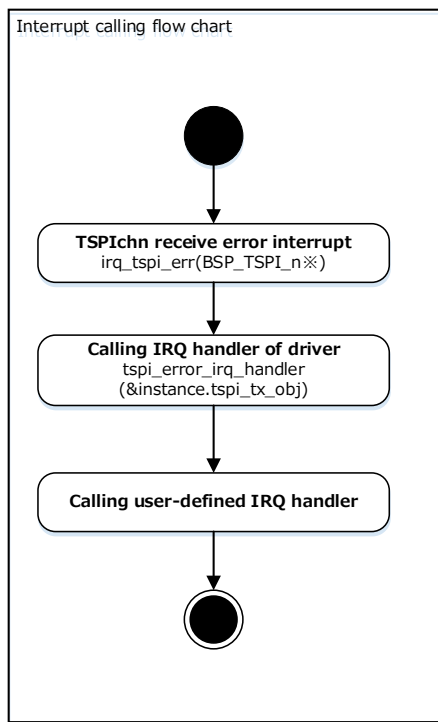 Interrupt calling flow chart
TSPIchn receive error interrupt
irq_tspi_err(BSP_TSPI_n※)
Calling IRQ handler of driver
tspi_error_irq_handler
(&instance.tspi_tx_obj)
Calling user-defined IRQ handler